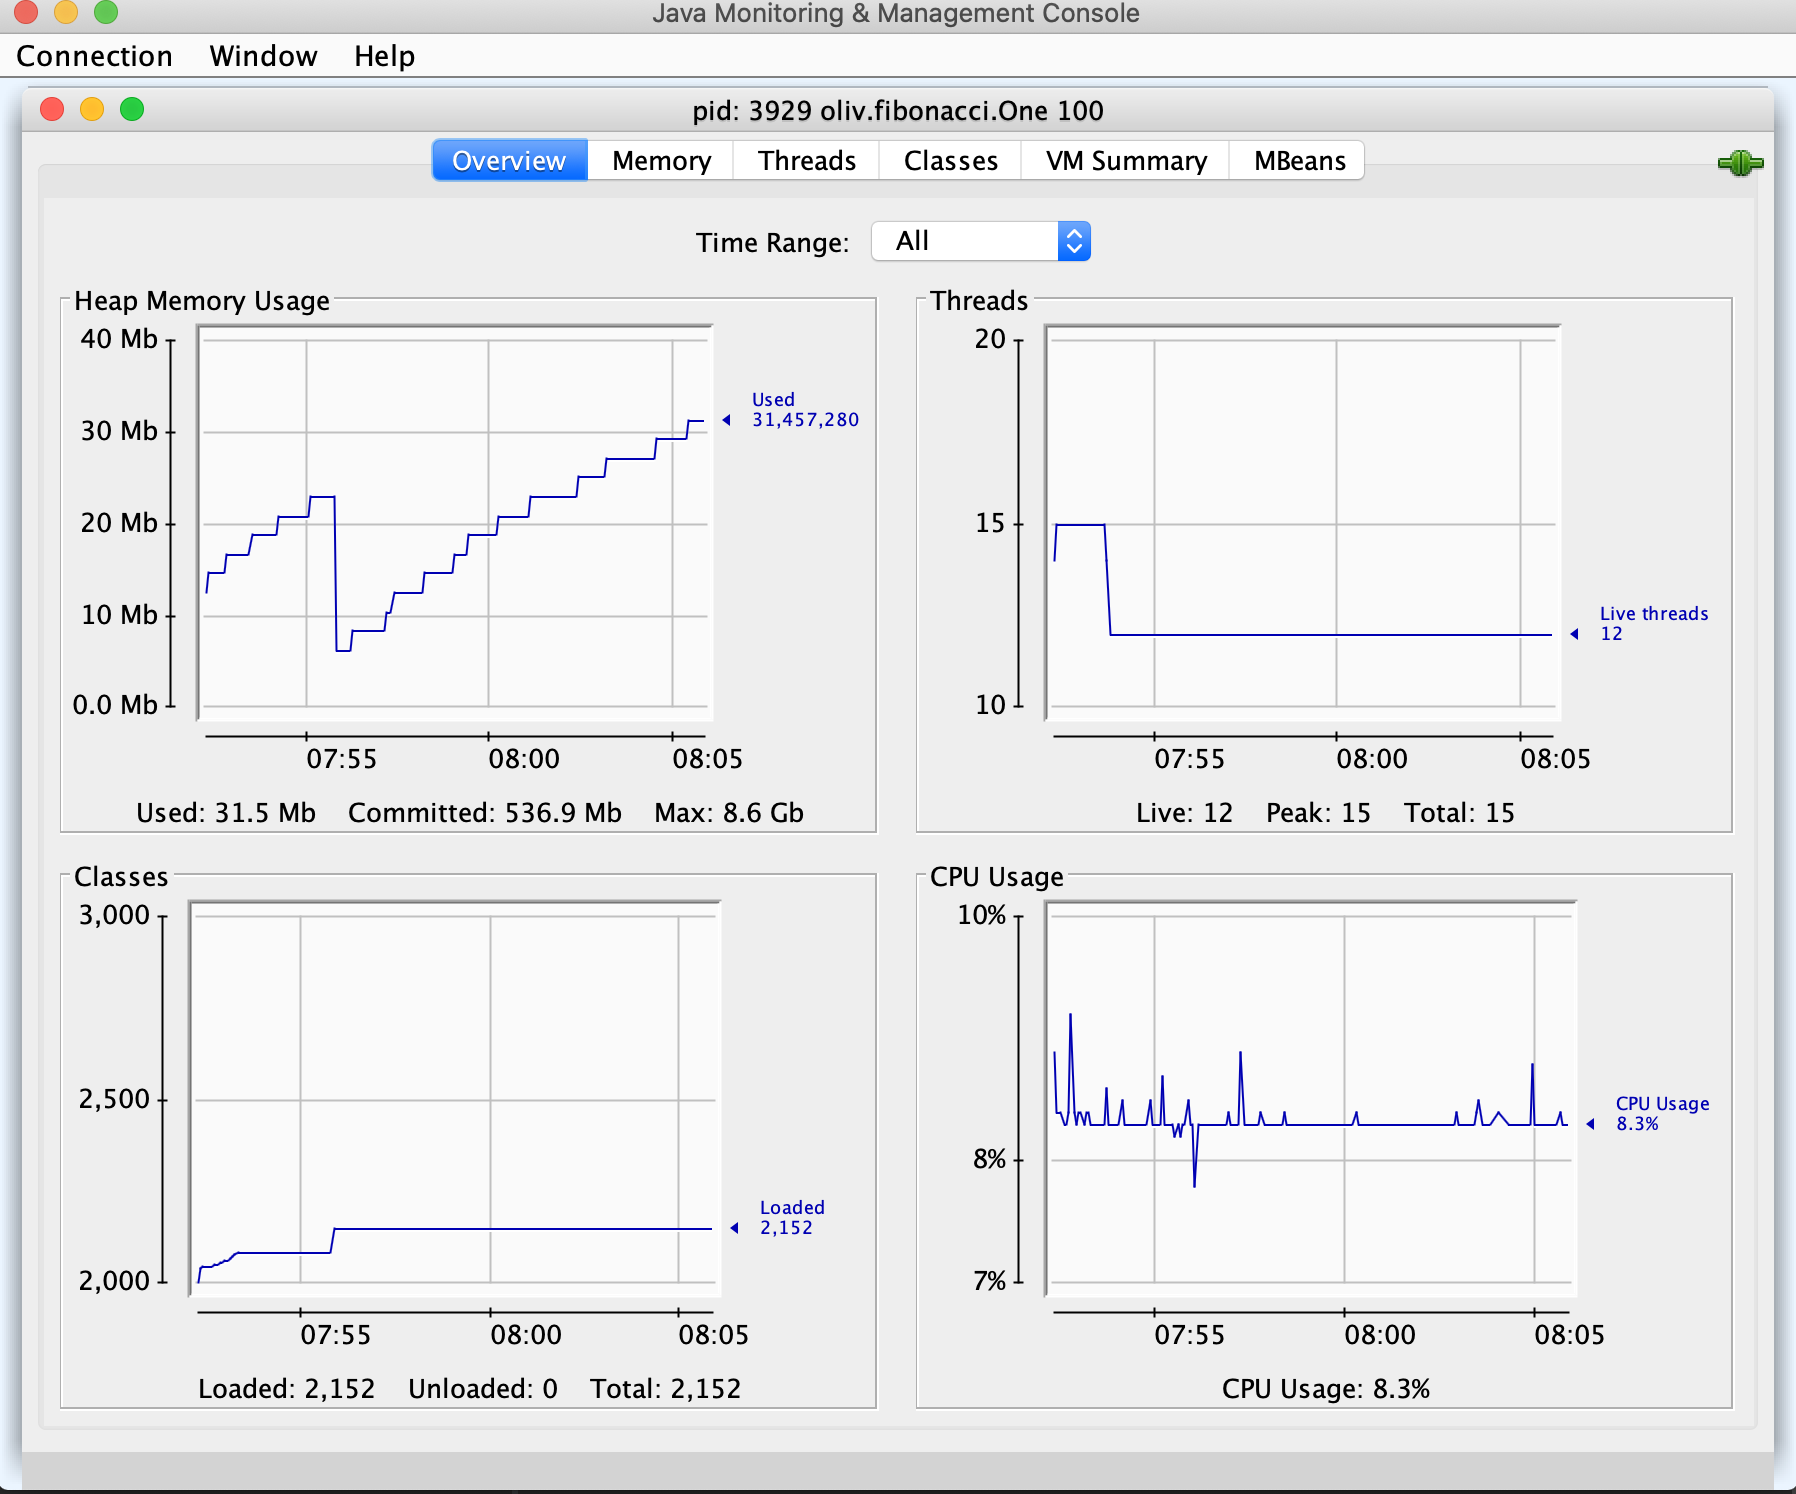 Java Monitoring & Management Console
Connection Window Help
pid: 3929 oliv.fibonacci.One 100
Overview Memory Threads Classes VM Summary MBeans
Time Range: All
Heap Memory Usage
40 Mb
30 Mb
20 Mb
10 Mb
0.0 Mb
Used
31,457,280
07:55 08:00 08:05
Used: 31.5 Mb Committed: 536.9 Mb Max: 8.6 Gb
Threads
20
15
10
Live threads
12
07:55 08:00 08:05
Live: 12 Peak: 15 Total: 15
Classes
3,000
2,500
2,000
Loaded
2,152
07:55 08:00 08:05
Loaded: 2,152 Unloaded: 0 Total: 2,152
CPU Usage
10%
8%
7%
CPU Usage
8.3%
07:55 08:00 08:05
CPU Usage: 8.3%